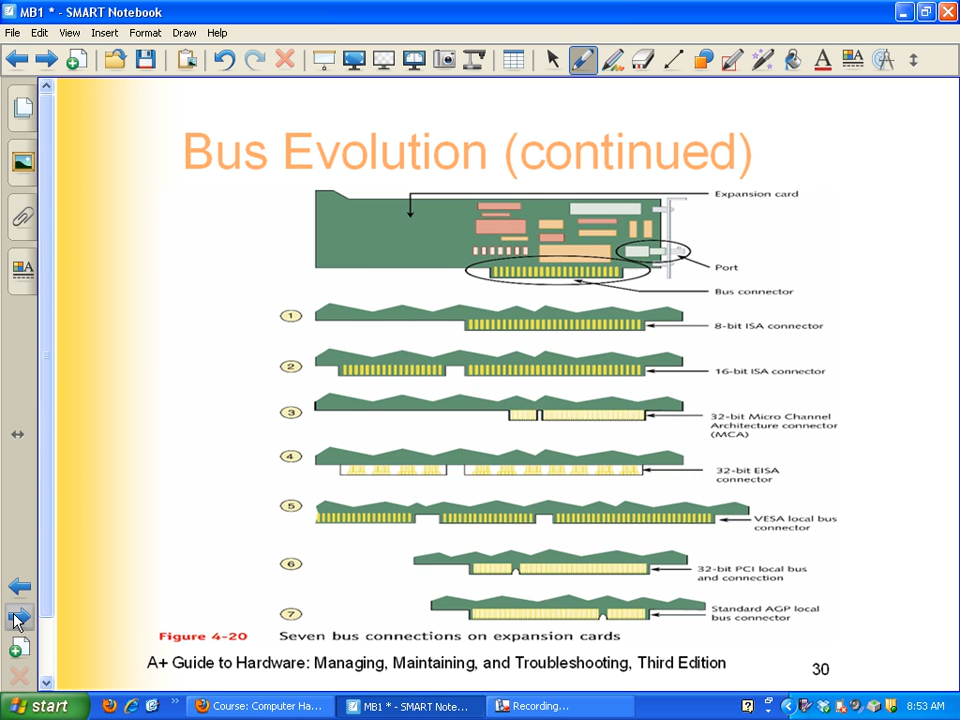 MB1 * - SMART Notebook
File Edit View Insert Format Draw Help
Bus Evolution (continued)
Expansion card
Port
Bus connector
1
8-bit ISA connector
2
16-bit ISA connector
3
32-bit Micro Channel
Architecture connector
(MCA)
4
32-bit EISA
connector
5
VESA local bus
connector
6
32-bit PCI local bus
and connection
7
Standard AGP local
bus connector
Figure 4-20 Seven bus connections on expansion cards
A+ Guide to Hardware: Managing, Maintaining, and Troubleshooting, Third Edition
30
start
Course: Computer Ha...
MB1 * - SMART Note...
Recording...
8:53 AM